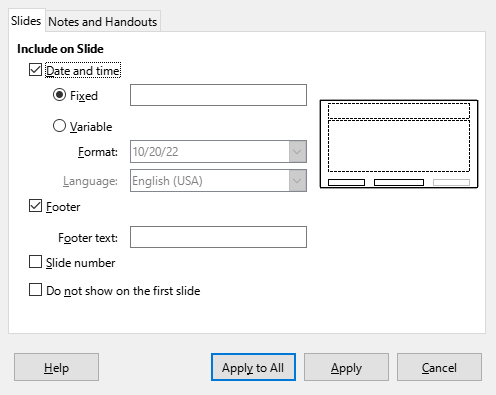 Slides Notes and Handouts
Include on Slide
Date and time
Fixed
Variable
Format: 10/20/22
Language: English (USA)
Footer
Footer text:
Slide number
Do not show on the first slide
Help Apply to All Apply Cancel